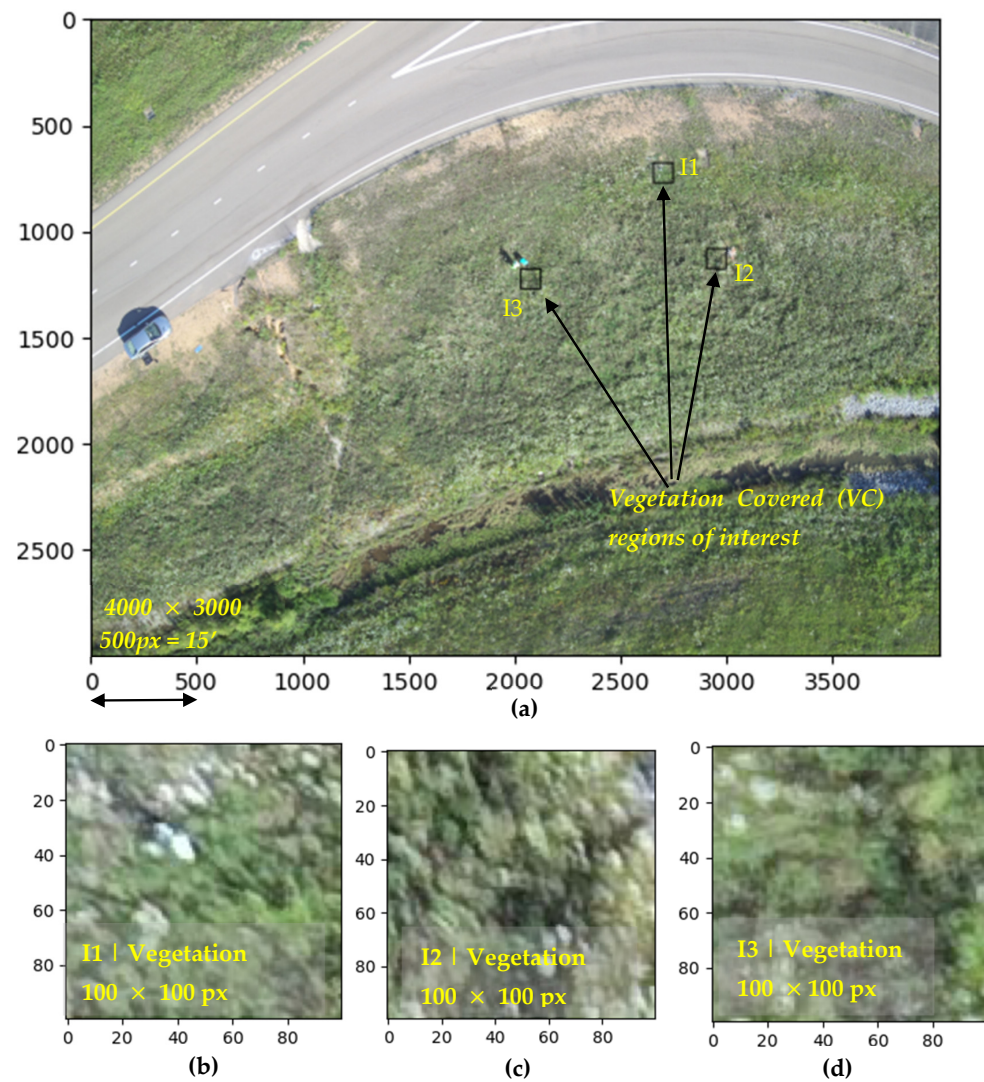 0
500
1000
1500
2000
2500
I1
I2
I3
Vegetation Covered (VC)
regions of interest
4000 × 3000
500px = 15′
0 500 1000 1500 2000 2500 3000 3500
(a)
0
20
40
60
80
I1 | Vegetation
100 × 100 px
0 20 40 60 80
(b)
0
20
40
60
80
I2 | Vegetation
100 × 100 px
0 20 40 60 80
(c)
0
20
40
60
80
I3 | Vegetation
100 × 100 px
0 20 40 60 80
(d)